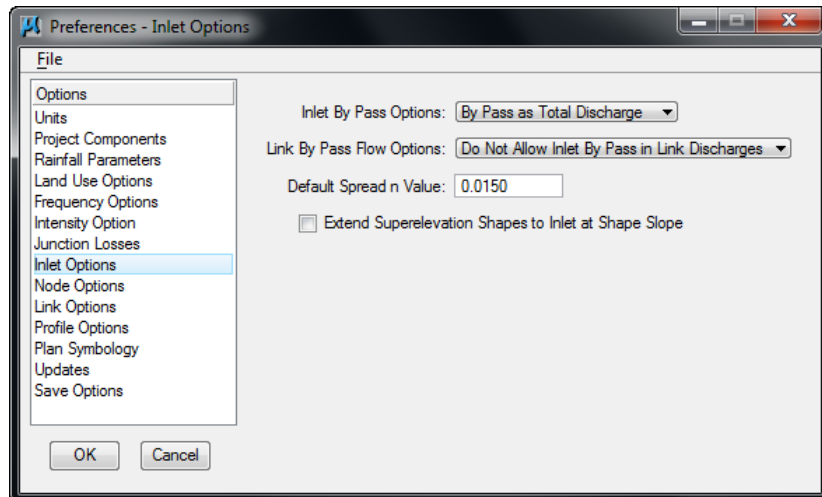 Preferences - Inlet Options
File
Options
Units
Project Components
Rainfall Parameters
Land Use Options
Frequency Options
Intensity Option
Junction Losses
Inlet Options
Node Options
Link Options
Profile Options
Plan Symbology
Updates
Save Options
Inlet By Pass Options: By Pass as Total Discharge
Link By Pass Flow Options: Do Not Allow Inlet By Pass in Link Discharges
Default Spread n Value: 0.0150
Extend Superelevation Shapes to Inlet at Shape Slope
OK Cancel